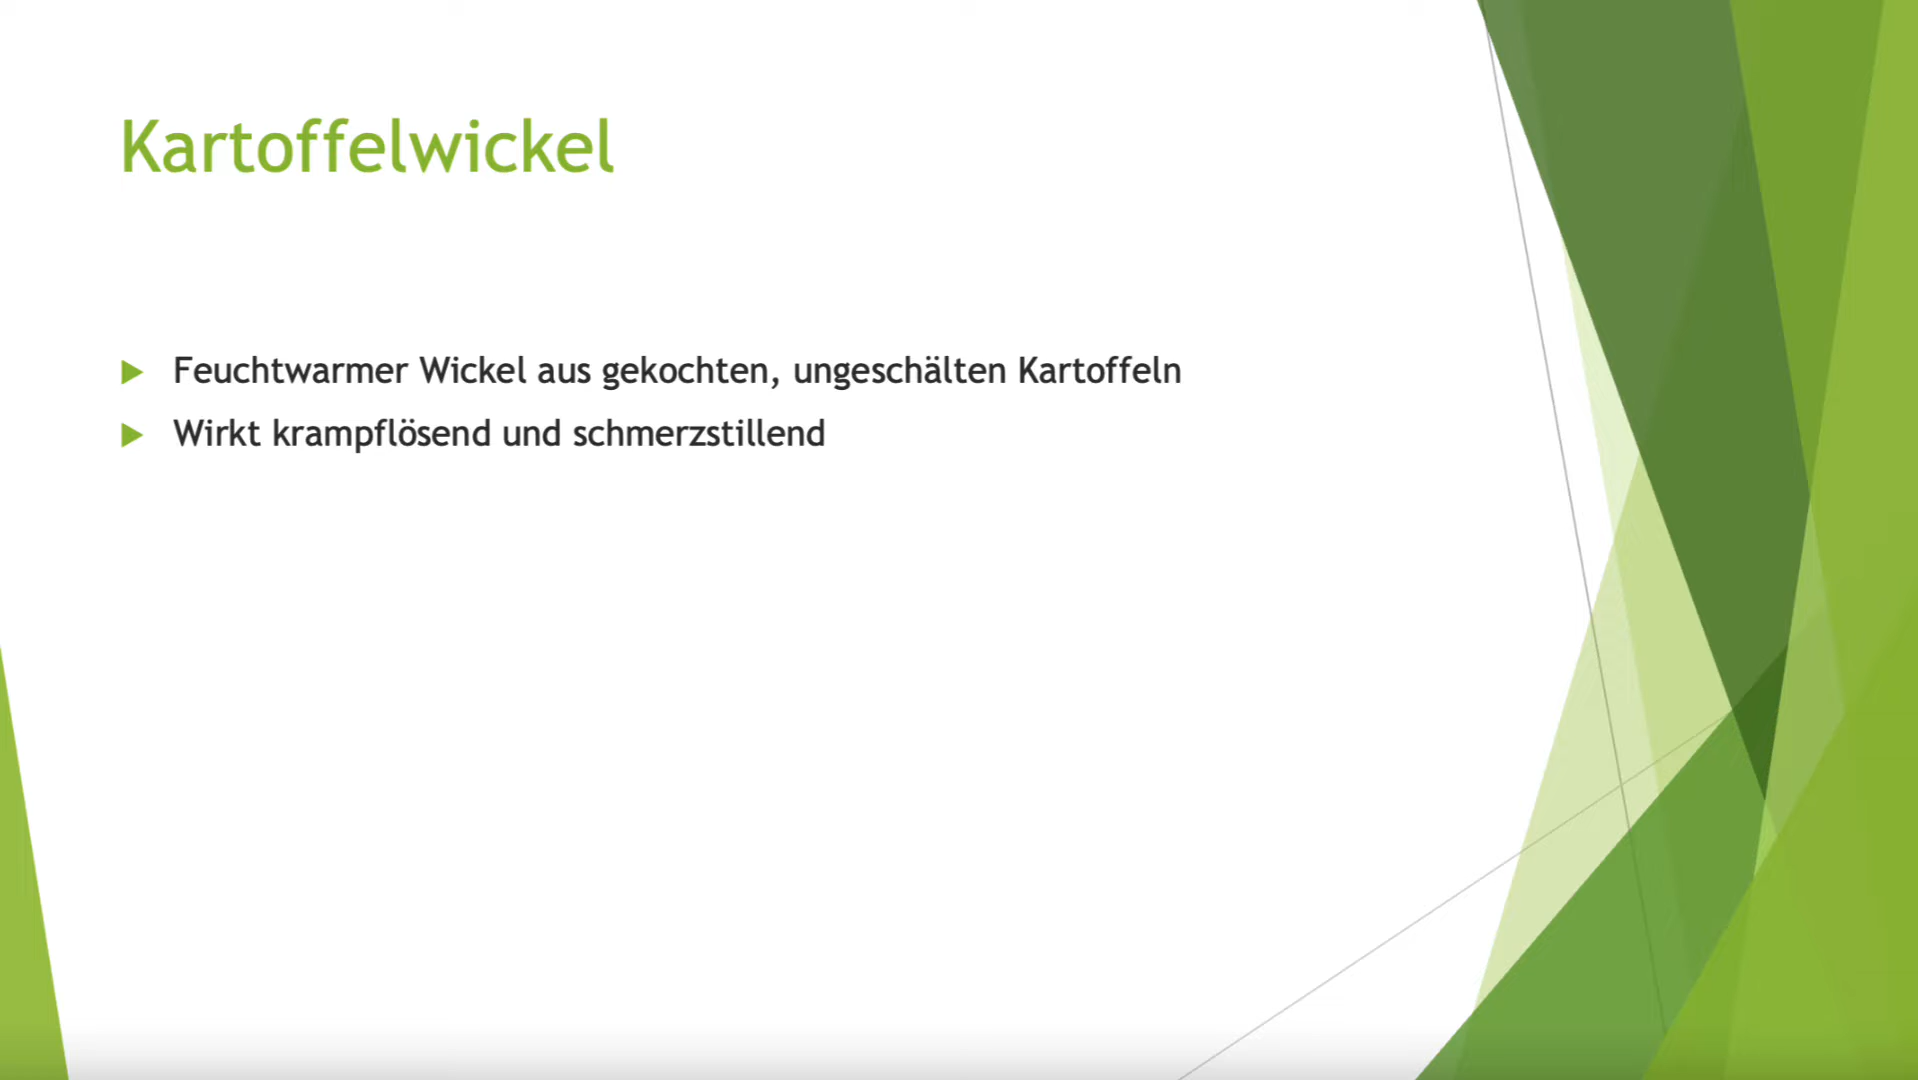 Kartoffelwickel
Feuchtwarmer Wickel aus gekochten, ungeschälten Kartoffeln
Wirkt krampflösend und schmerzstillend